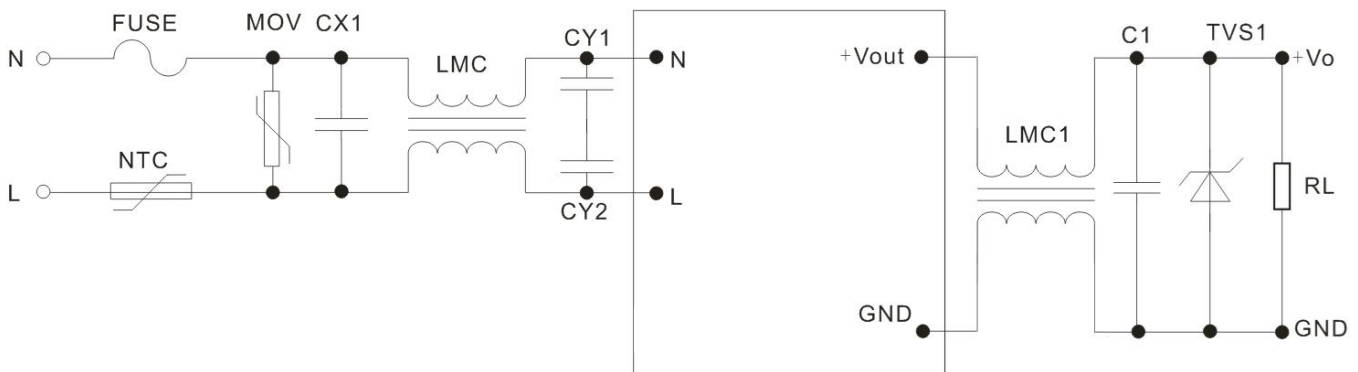 FUSE
MOV
CX1
N
LMC
CY1
N
NTC
L
CY2
L
+Vout
GND
LMC1
C1
TVS1
+Vo
RL
GND